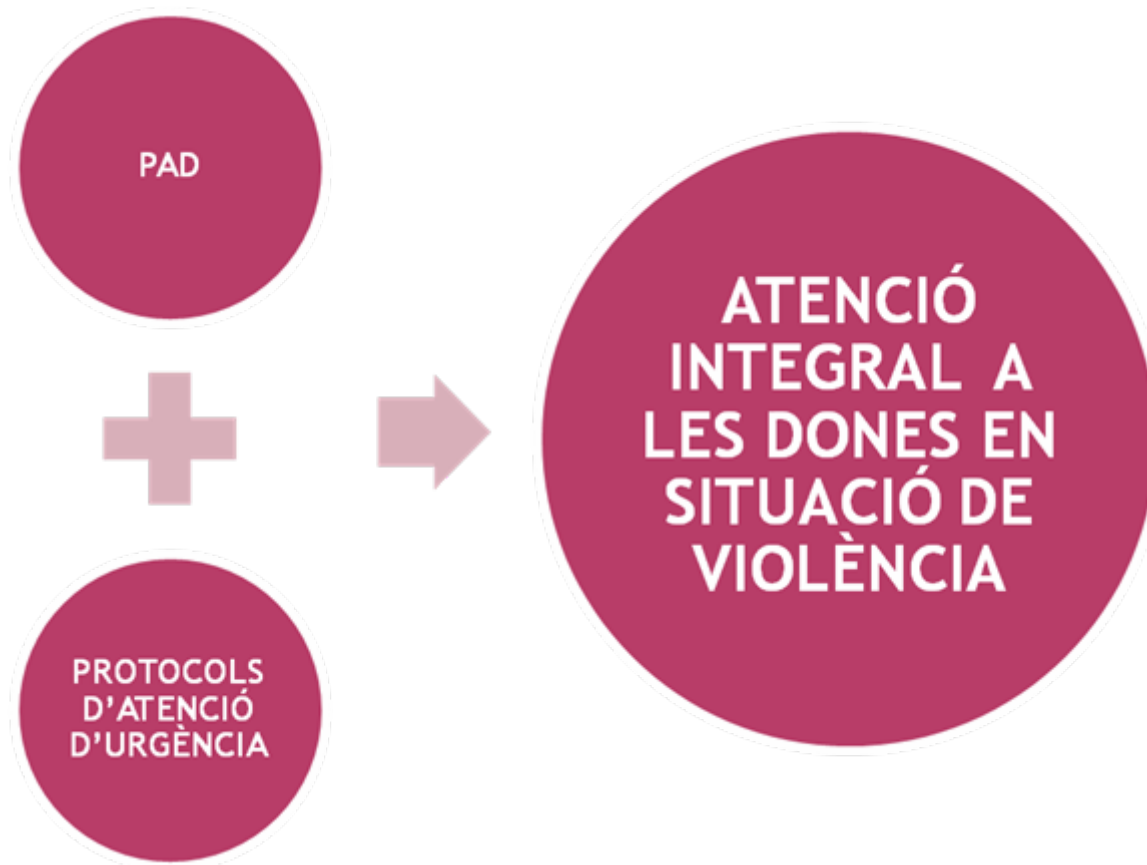 PAD
PROTOCOLS
D'ATENCIÓ
D'URGÈNCIA
ATENCIÓ
INTEGRAL A
LES DONES EN
SITUACIÓ DE
VIOLÈNCIA